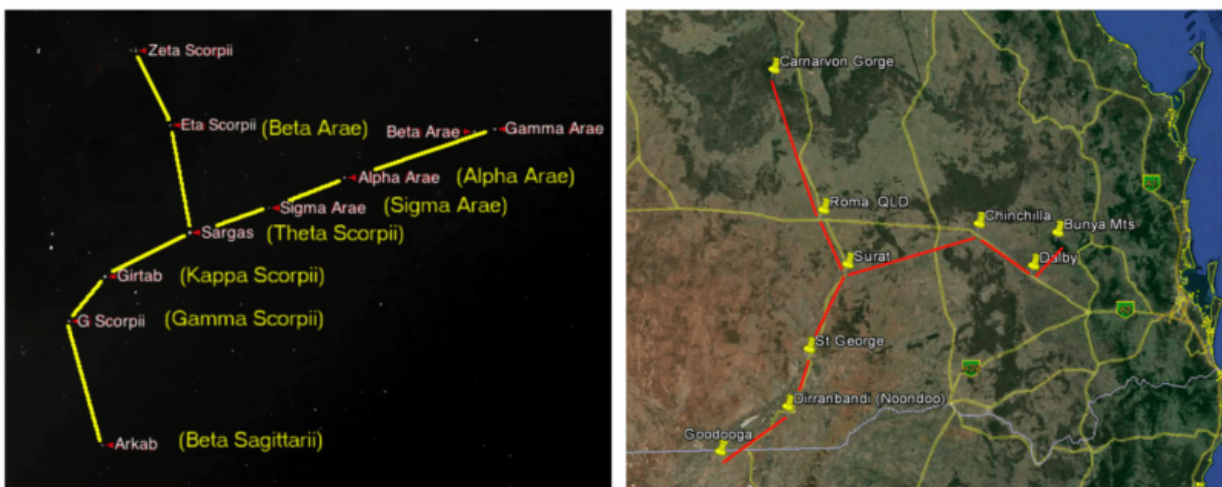 Zeta Scorpii
Eta Scorpii (Beta Arae)
Beta Arae Gamma Arae
Alpha Arae (Alpha Arae)
Sigma Arae (Sigma Arae)
Sargas (Theta Scorpii)
Girtab (Kappa Scorpii)
G Scorpii (Gamma Scorpii)
Arkab (Beta Sagittarii)
Carnarvon Gorge
Roma QLD
Chinchilla
Bunya Mts
Surat
Dalby
St George
Dirranbandi (Noondoo)
Goodooga